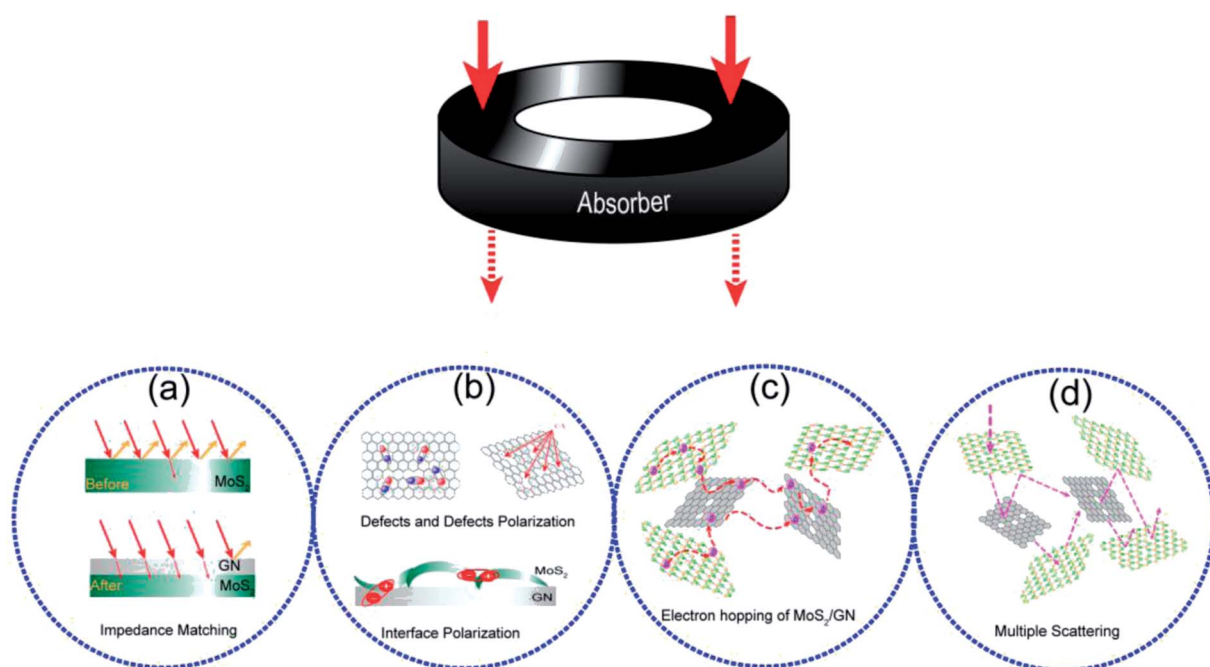 Absorber
(a)
Before
MoS
GN
After
MoS
Impedance Matching
(b)
Defects and Defects Polarization
MoS₂
GN
Interface Polarization
(c)
Electron hopping of MoS₂/GN
(d)
Multiple Scattering